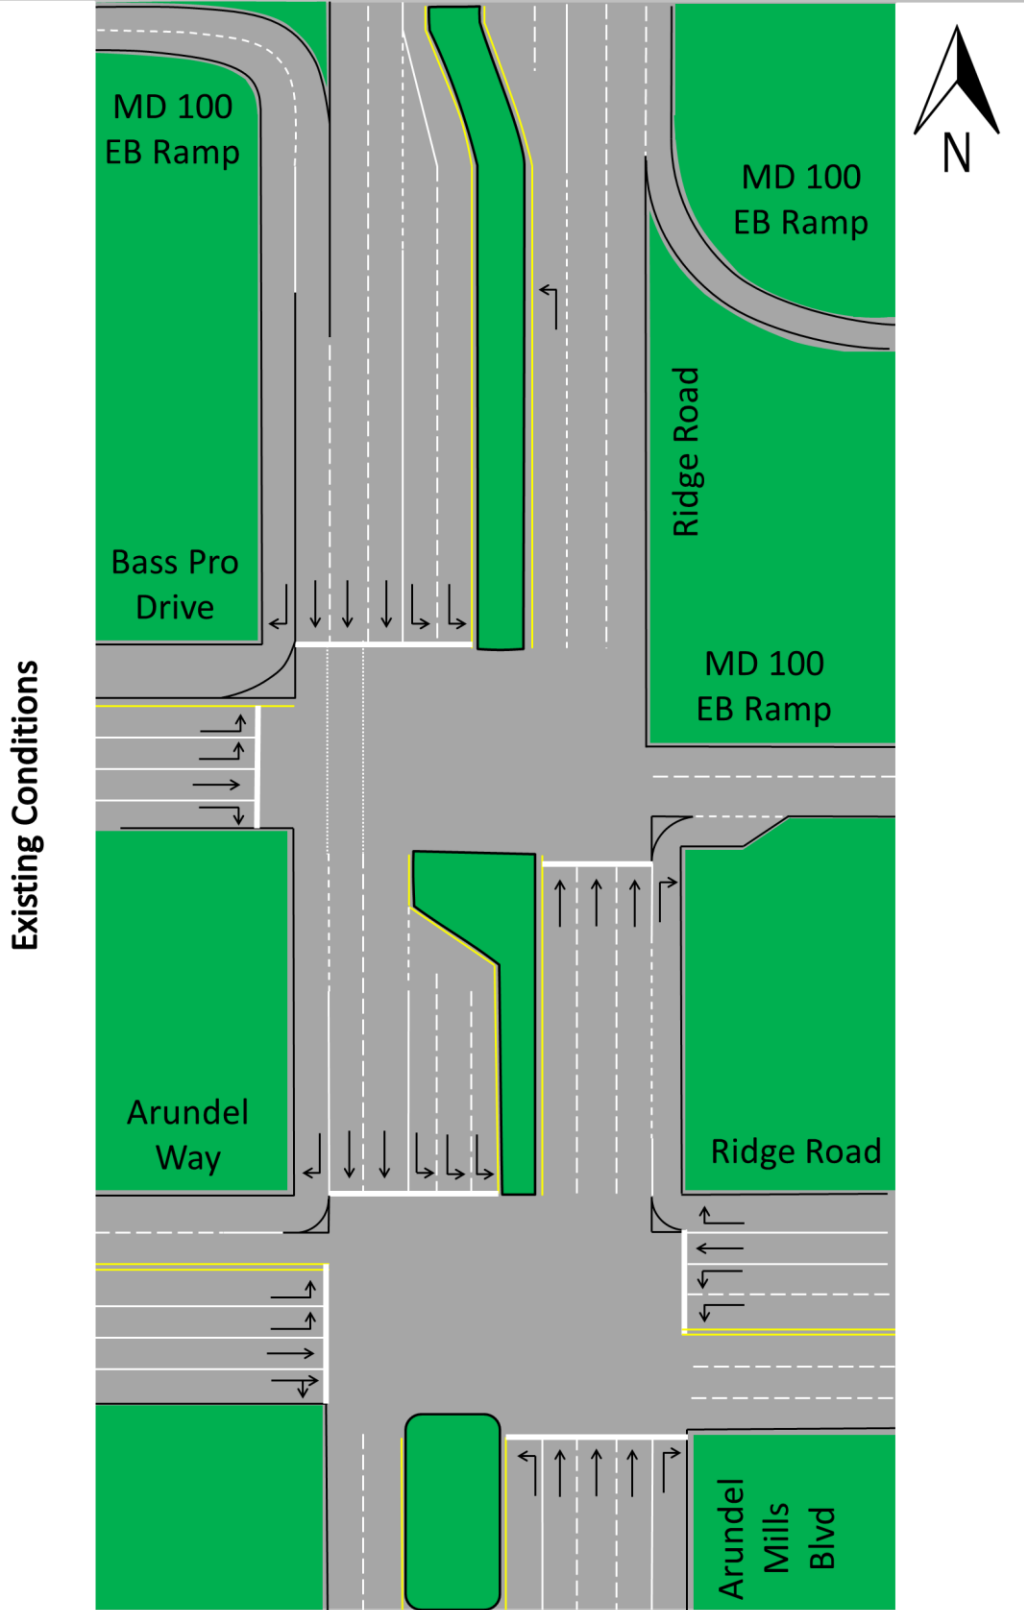 MD 100
EB Ramp
N
MD 100
EB Ramp
Ridge Road
Bass Pro
Drive
MD 100
EB Ramp
Existing Conditions
Arundel
Way
Ridge Road
Arundel
Mills
Blvd